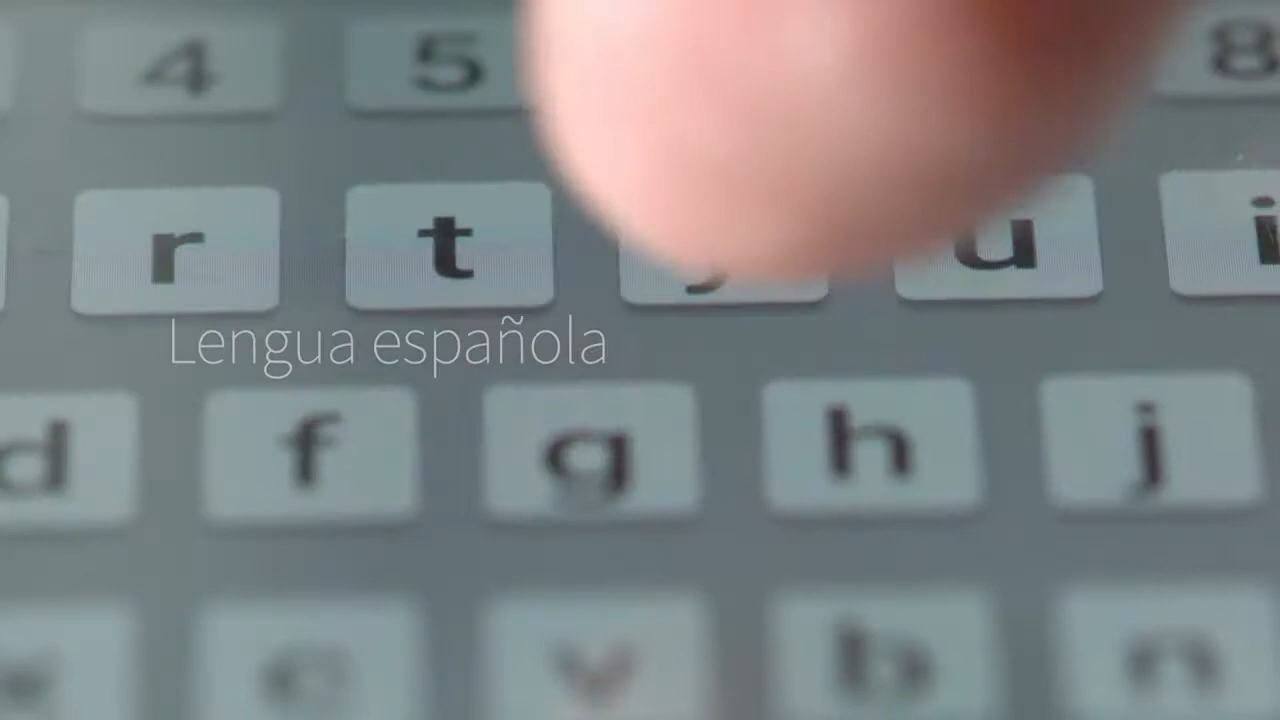 4 5 8
r t y u i
Lengua española
d f g h j
c v b n